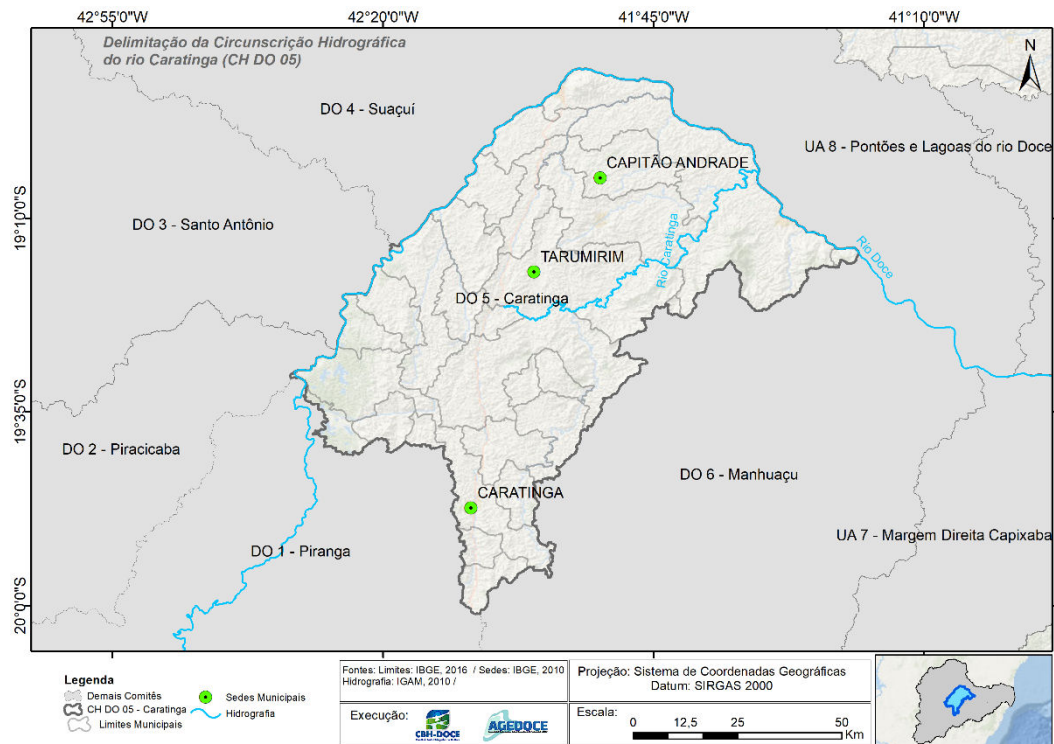 42°55'0"W
42°20'0"W
41°45'0"W
41°10'0"W
Delimitação da Circunscrição Hidrográfica
do rio Caratinga (CH DO 05)
N
DO 4 - Suaçuí
UA 8 - Pontões e Lagoas do rio Doce
CAPITÃO ANDRADE
19°10'0"S
DO 3 - Santo Antônio
Rio Caratinga
TARUMIRIM
Rio Doce
DO 5 - Caratinga
19°35'0"S
DO 2 - Piracicaba
DO 6 - Manhuaçu
CARATINGA
UA 7 - Margem Direita Capixaba
DO 1 - Piranga
20°0'0"S
Legenda
Demais Comitês
CH DO 05 - Caratinga
Limites Municipais
Sedes Municipais
Hidrografia
Fontes: Limites: IBGE, 2016 / Sedes: IBGE, 2010
Hidrografia: IGAM, 2010 /
Projeção: Sistema de Coordenadas Geográficas
Datum: SIRGAS 2000
Execução:
CBH-DOCE
AGEDOCE
Escala:
0 12,5 25 50
Km